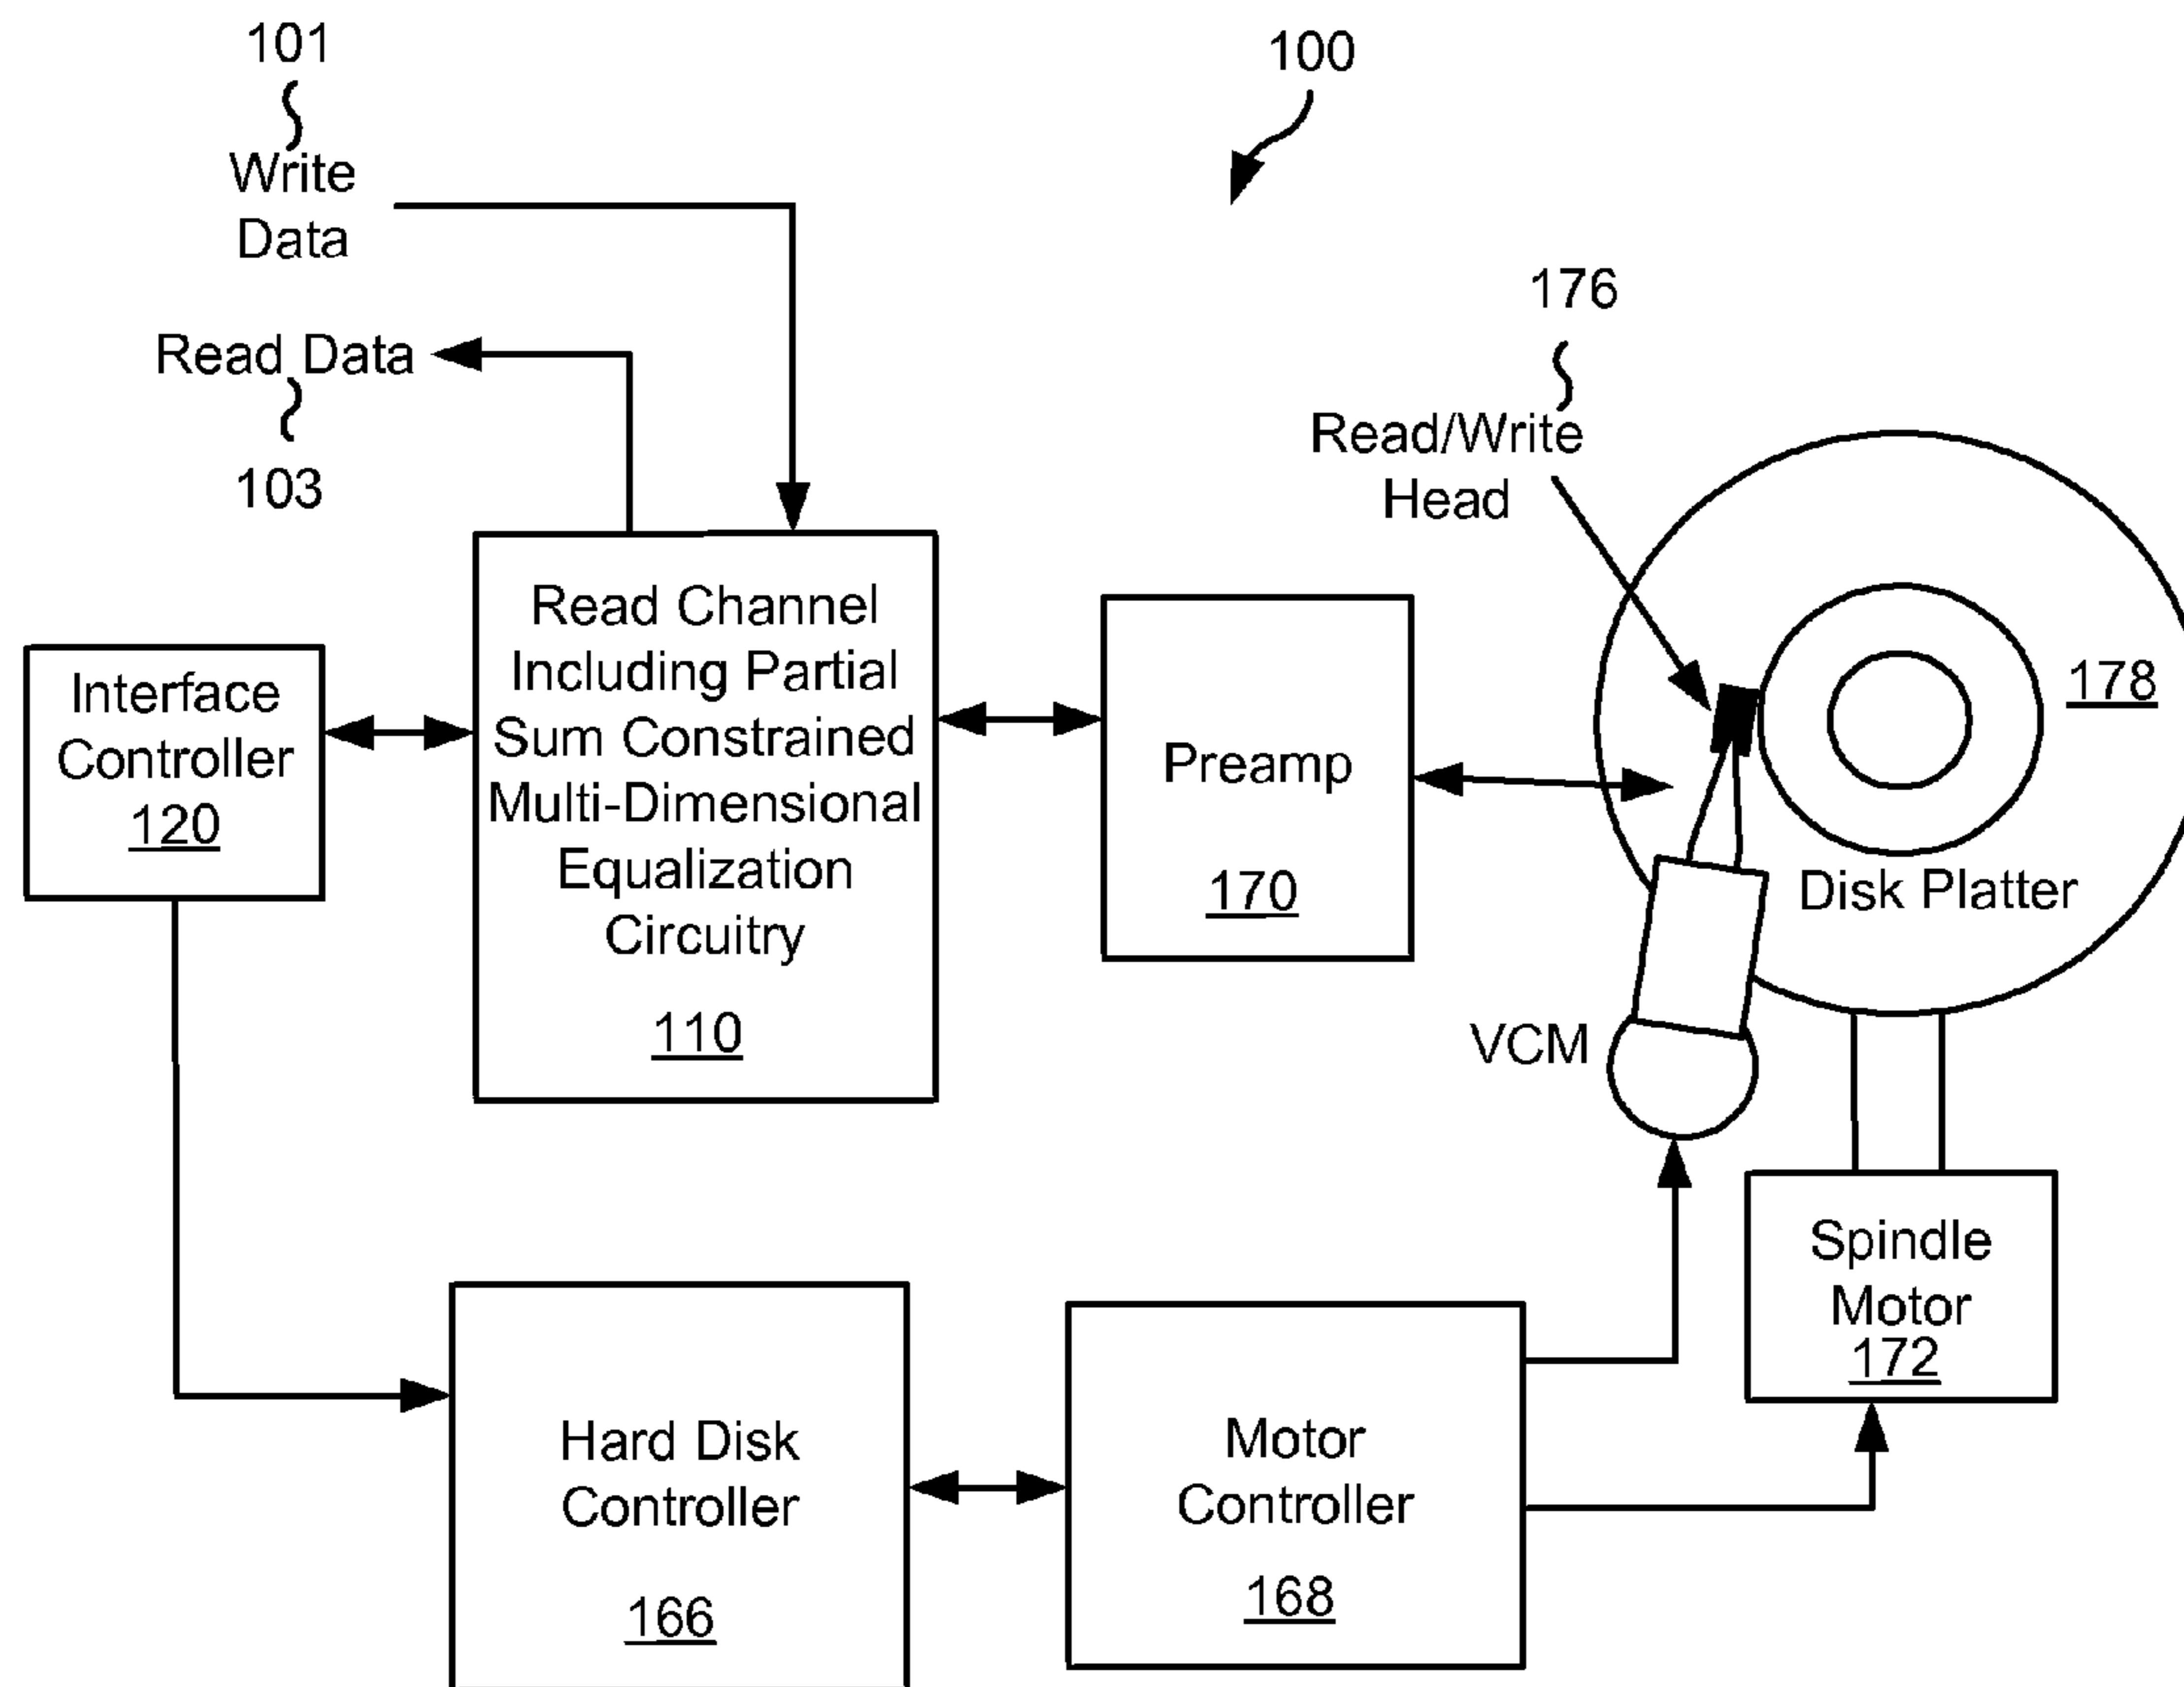 101
Write
Data
100
Read Data
103
176
Read/Write
Head
Interface
Controller
120
Read Channel
Including Partial
Sum Constrained
Multi-Dimensional
Equalization
Circuitry
110
Preamp
170
178
Disk Platter
VCM
Spindle
Motor
172
Hard Disk
Controller
166
Motor
Controller
168